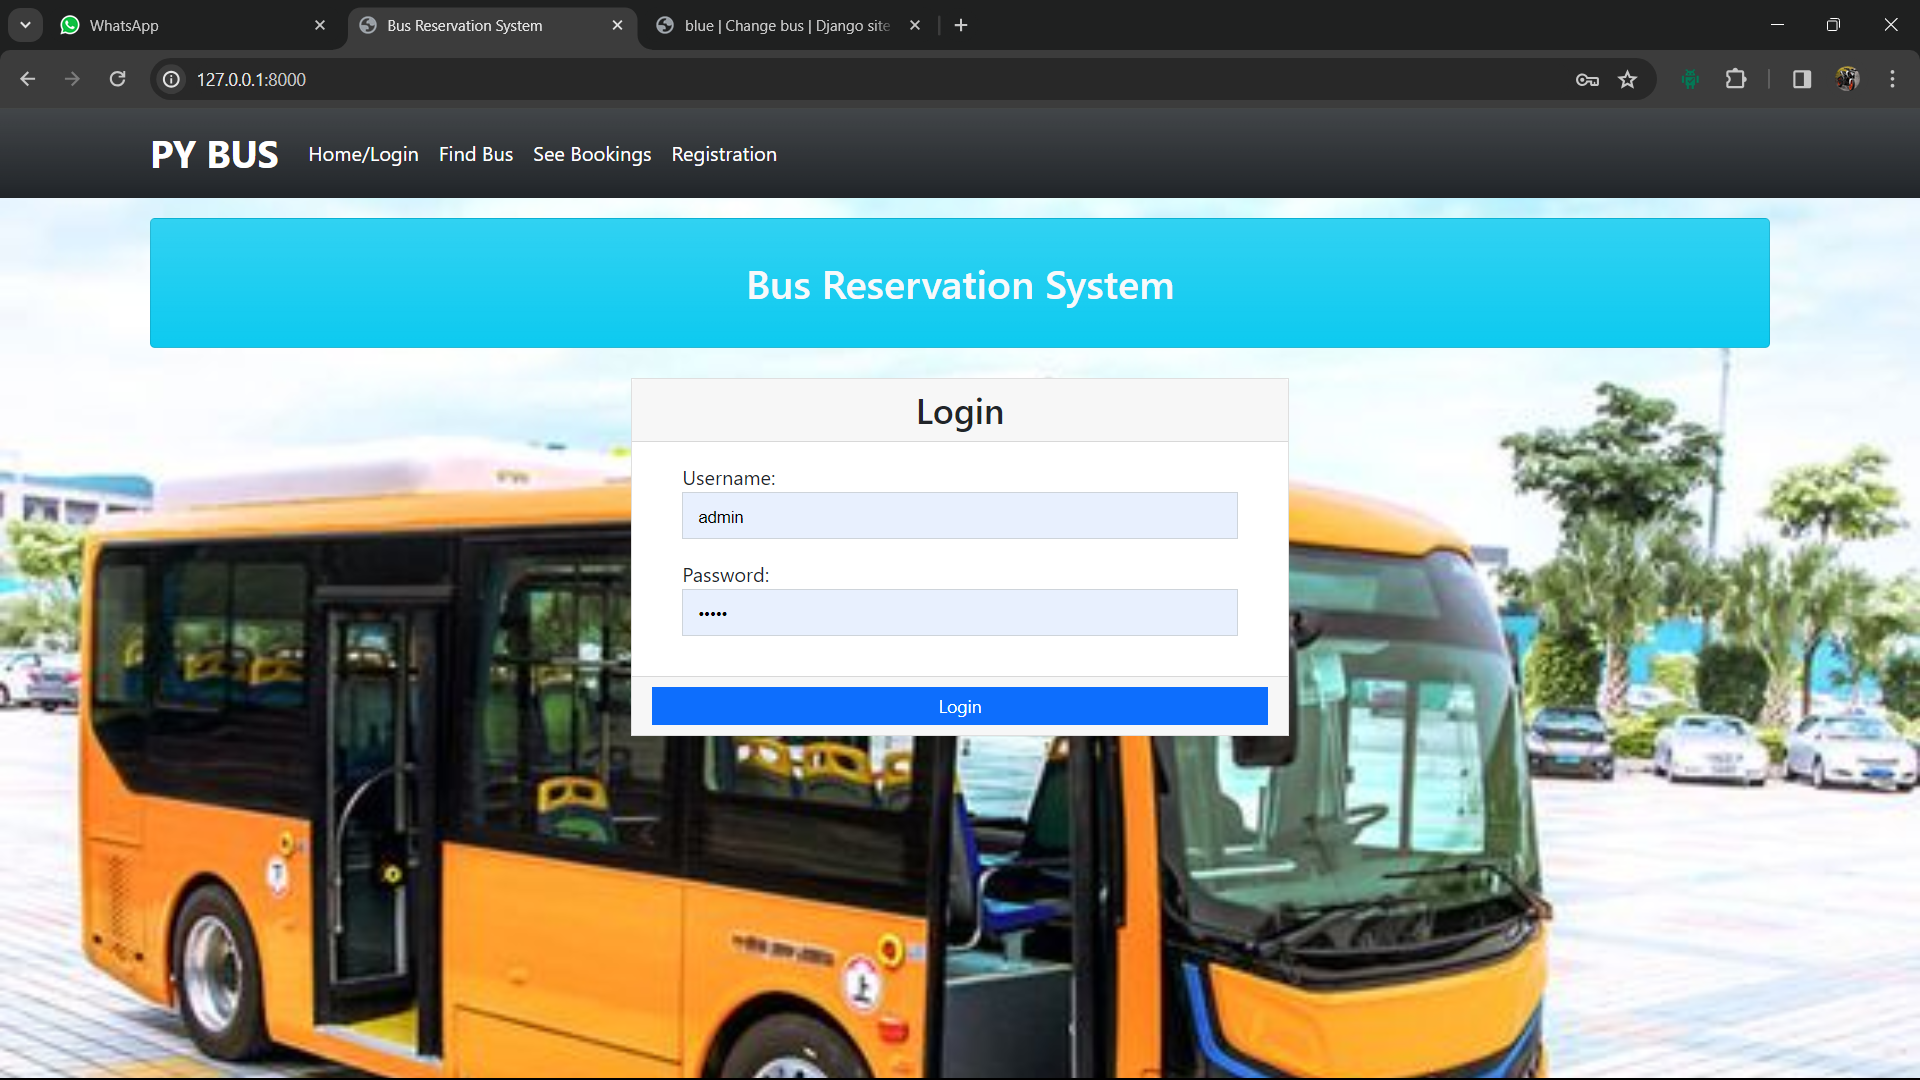 WhatsApp
Bus Reservation System
blue | Change bus | Django site
127.0.0.1:8000
PY BUS Home/Login Find Bus See Bookings Registration
Bus Reservation System
Login
Username:
admin
Password:
•••••
Login
上